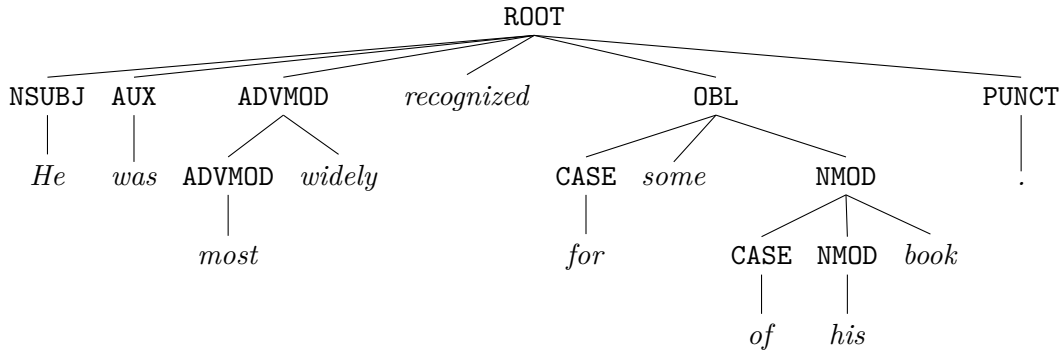 ROOT
NSUBJ AUX ADVMOD recognized OBL PUNCT
He was ADVMOD widely CASE some NMOD .
most for CASE NMOD book
of his